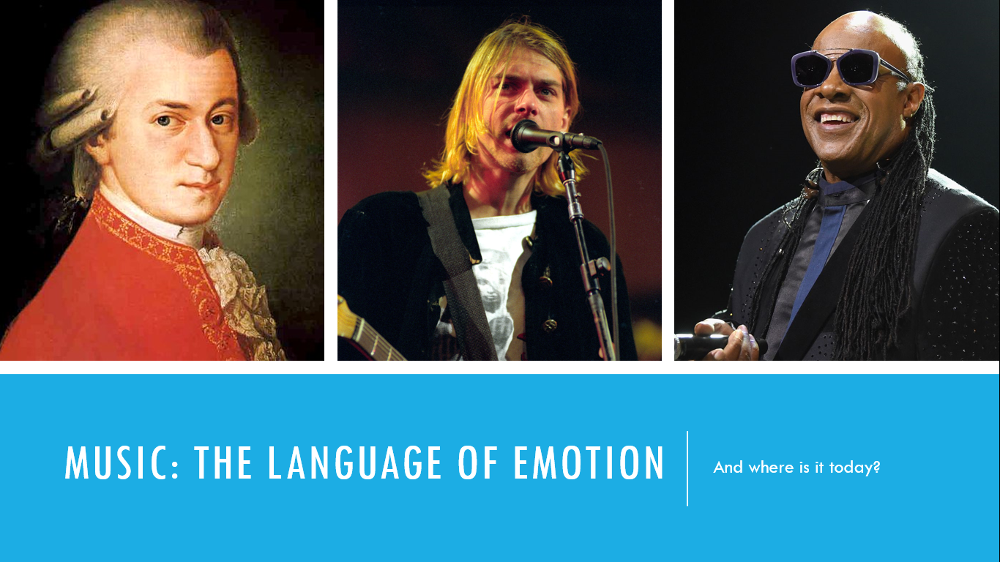 MUSIC: THE LANGUAGE OF EMOTION
And where is it today?